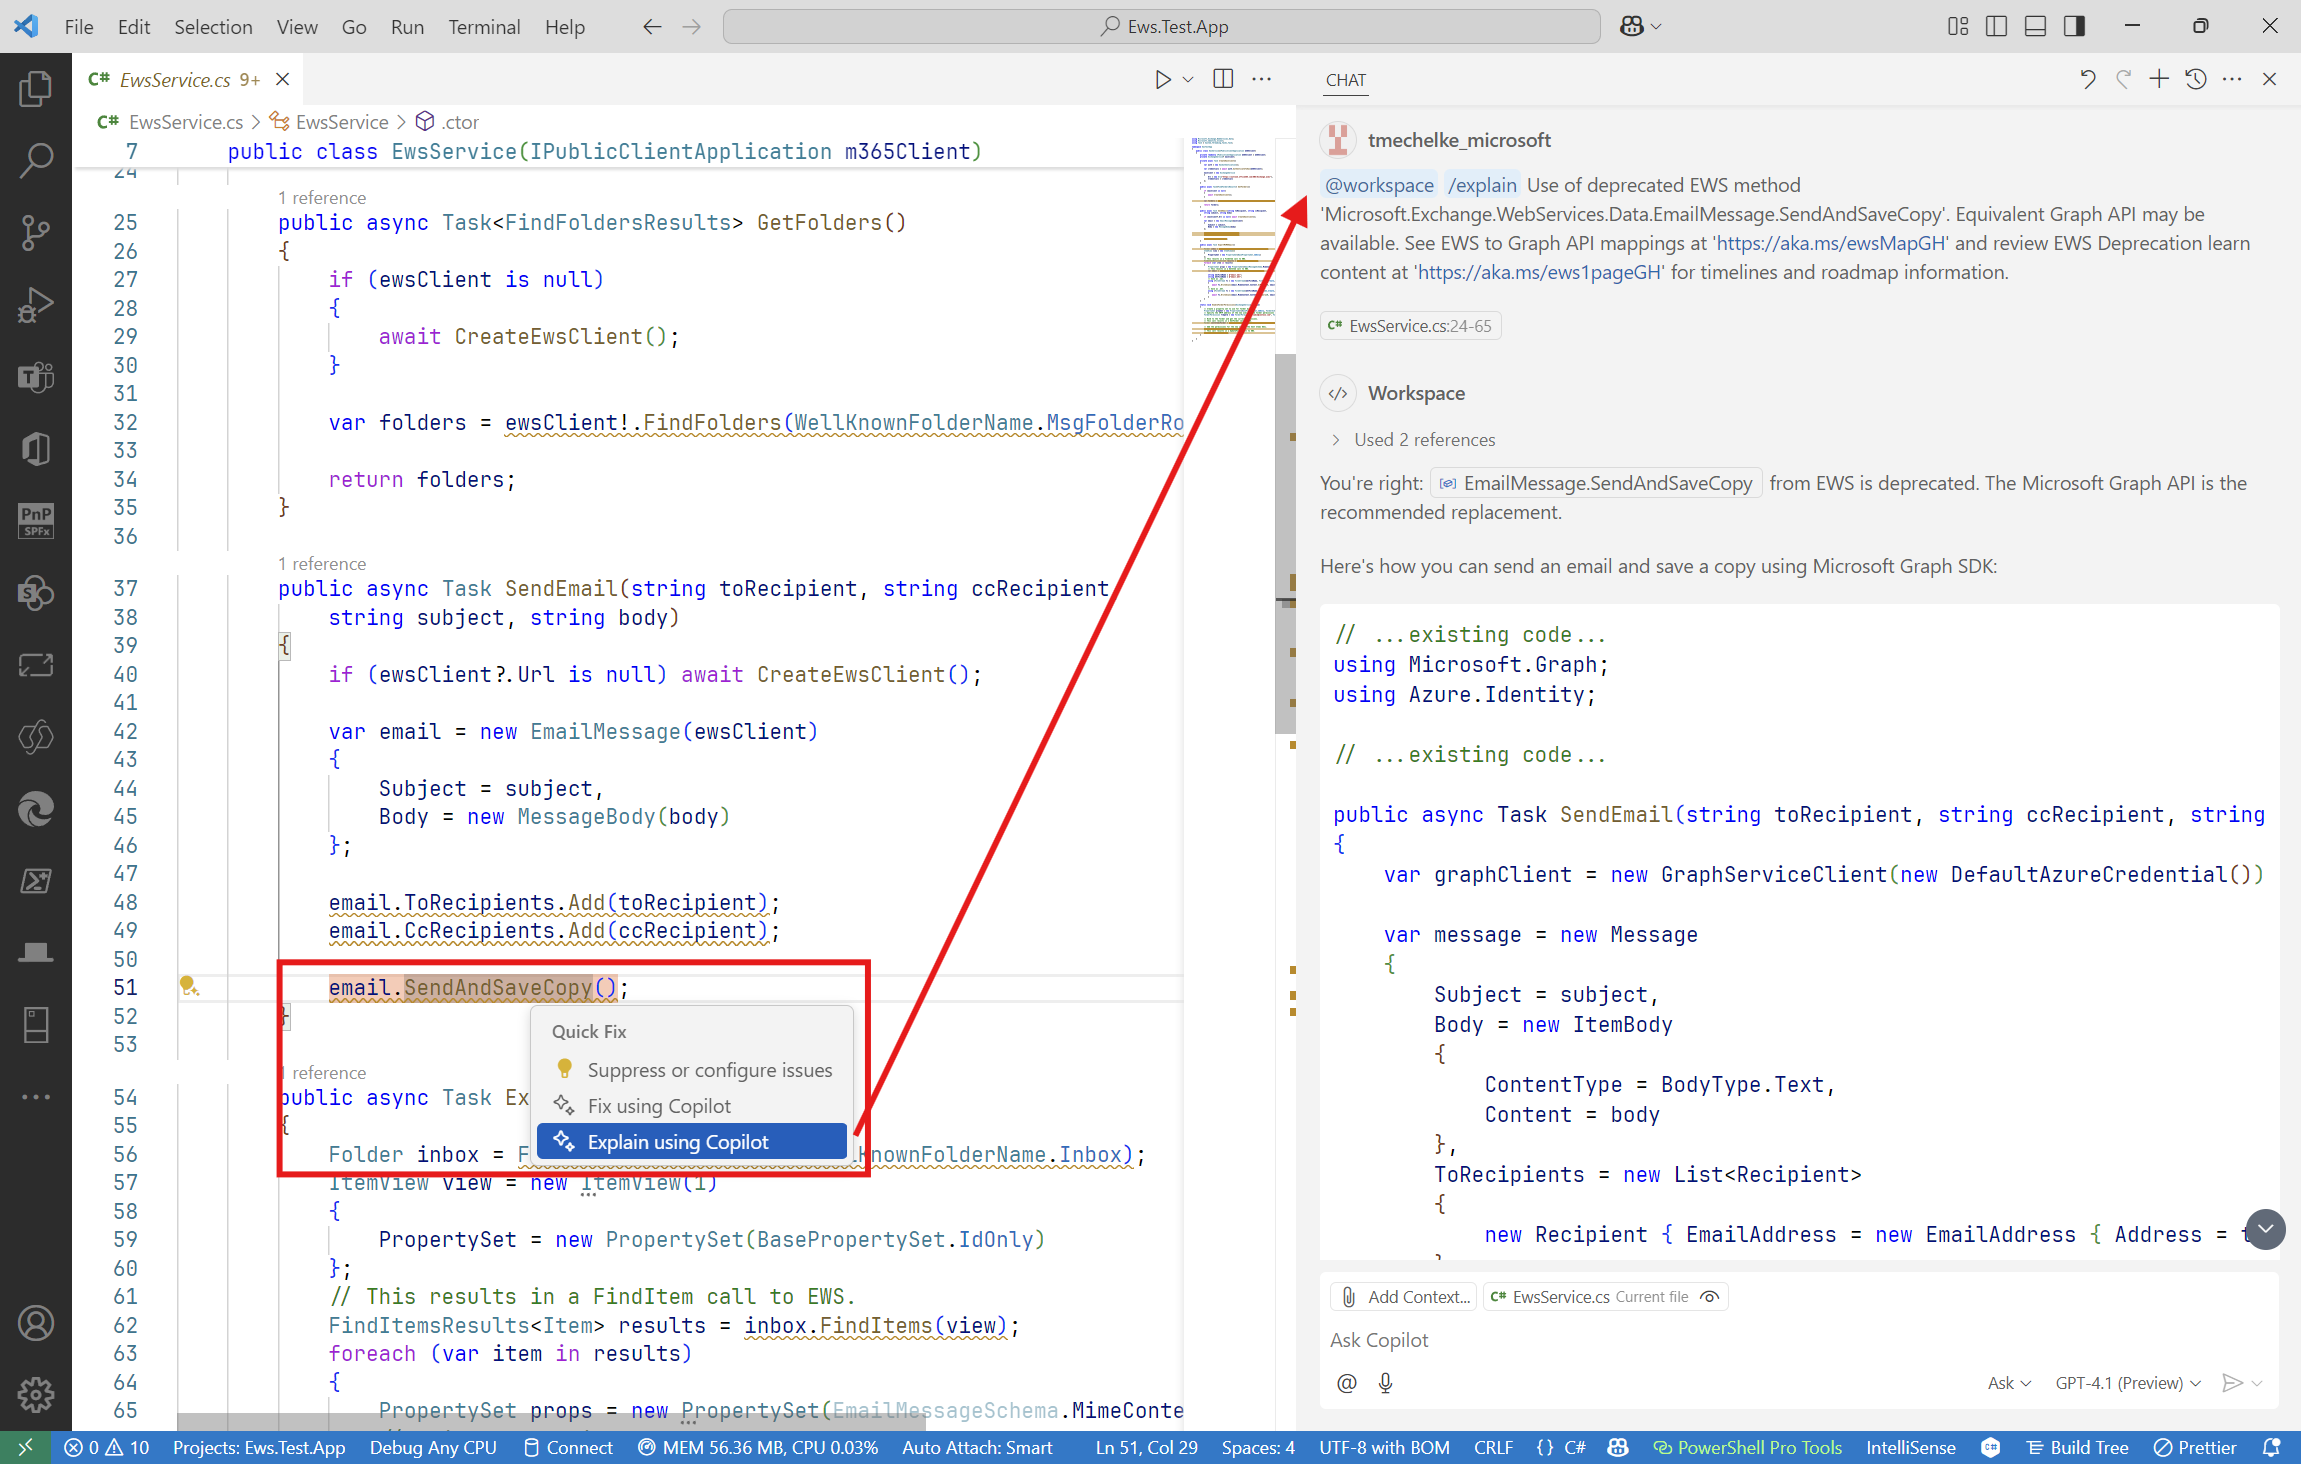 File Edit Selection View Go Run Terminal Help
Ews.Test.App
C# EwsService.cs 9+
C# EwsService.cs > EwsService > .ctor
7 public class EwsService(IPublicClientApplication m365Client)
24
1 reference
25 public async Task<FindFoldersResults> GetFolders()
26 {
27 if (ewsClient is null)
28 {
29 await CreateEwsClient();
30 }
31
32 var folders = ewsClient!.FindFolders(WellKnownFolderName.MsgFolderRo
33
34 return folders;
35 }
36
1 reference
37 public async Task SendEmail(string toRecipient, string ccRecipient
38 string subject, string body)
39 {
40 if (ewsClient?.Url is null) await CreateEwsClient();
41
42 var email = new EmailMessage(ewsClient)
43 {
44 Subject = subject,
45 Body = new MessageBody(body)
46 };
47
48 email.ToRecipients.Add(toRecipient);
49 email.CcRecipients.Add(ccRecipient);
50
51 email.SendAndSaveCopy();
52 }
53
reference
54 public async Task Ex
55 {
56 Folder inbox = F KnownFolderName.Inbox);
57 ItemView view = new ItemView(1)
58 {
59 PropertySet = new PropertySet(BasePropertySet.IdOnly)
60 };
61 // This results in a FindItem call to EWS.
62 FindItemsResults<Item> results = inbox.FindItems(view);
63 foreach (var item in results)
64 {
65 PropertySet props = new PropertySet(EmailMessageSchema.MimeConte
Quick Fix
Suppress or configure issues
Fix using Copilot
Explain using Copilot
PnP
SPFx
CHAT
tmechelke_microsoft
@workspace /explain Use of deprecated EWS method
'Microsoft.Exchange.WebServices.Data.EmailMessage.SendAndSaveCopy'. Equivalent Graph API may be
available. See EWS to Graph API mappings at 'https://aka.ms/ewsMapGH' and review EWS Deprecation learn
content at 'https://aka.ms/ews1pageGH' for timelines and roadmap information.
C# EwsService.cs:24-65
Workspace
> Used 2 references
You're right: EmailMessage.SendAndSaveCopy from EWS is deprecated. The Microsoft Graph API is the
recommended replacement.
Here's how you can send an email and save a copy using Microsoft Graph SDK:
// ...existing code...
using Microsoft.Graph;
using Azure.Identity;
// ...existing code...
public async Task SendEmail(string toRecipient, string ccRecipient, string
{
var graphClient = new GraphServiceClient(new DefaultAzureCredential())
var message = new Message
{
Subject = subject,
Body = new ItemBody
{
ContentType = BodyType.Text,
Content = body
},
ToRecipients = new List<Recipient>
{
new Recipient { EmailAddress = new EmailAddress { Address = t
Add Context... C# EwsService.cs Current file
Ask Copilot
@ Ask GPT-4.1 (Preview)
0 10 Projects: Ews.Test.App Debug Any CPU Connect MEM 56.36 MB, CPU 0.03% Auto Attach: Smart Ln 51, Col 29 Spaces: 4 UTF-8 with BOM CRLF {} C# PowerShell Pro Tools IntelliSense Build Tree Prettier